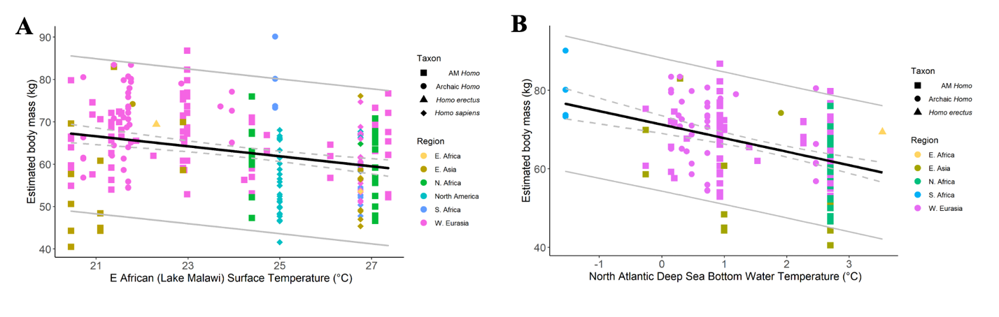 A
Estimated body mass (kg)
90
80
70
60
50
40
21
23
25
27
E African (Lake Malawi) Surface Temperature (°C)
Taxon
AM Homo
Archaic Homo
Homo erectus
Homo sapiens
Region
E. Africa
E. Asia
N. Africa
North America
S. Africa
W. Eurasia
B
Estimated body mass (kg)
80
60
40
-1
0
1
2
3
North Atlantic Deep Sea Bottom Water Temperature (°C)
Taxon
AM Homo
Archaic Homo
Homo erectus
Region
E. Africa
E. Asia
N. Africa
S. Africa
W. Eurasia